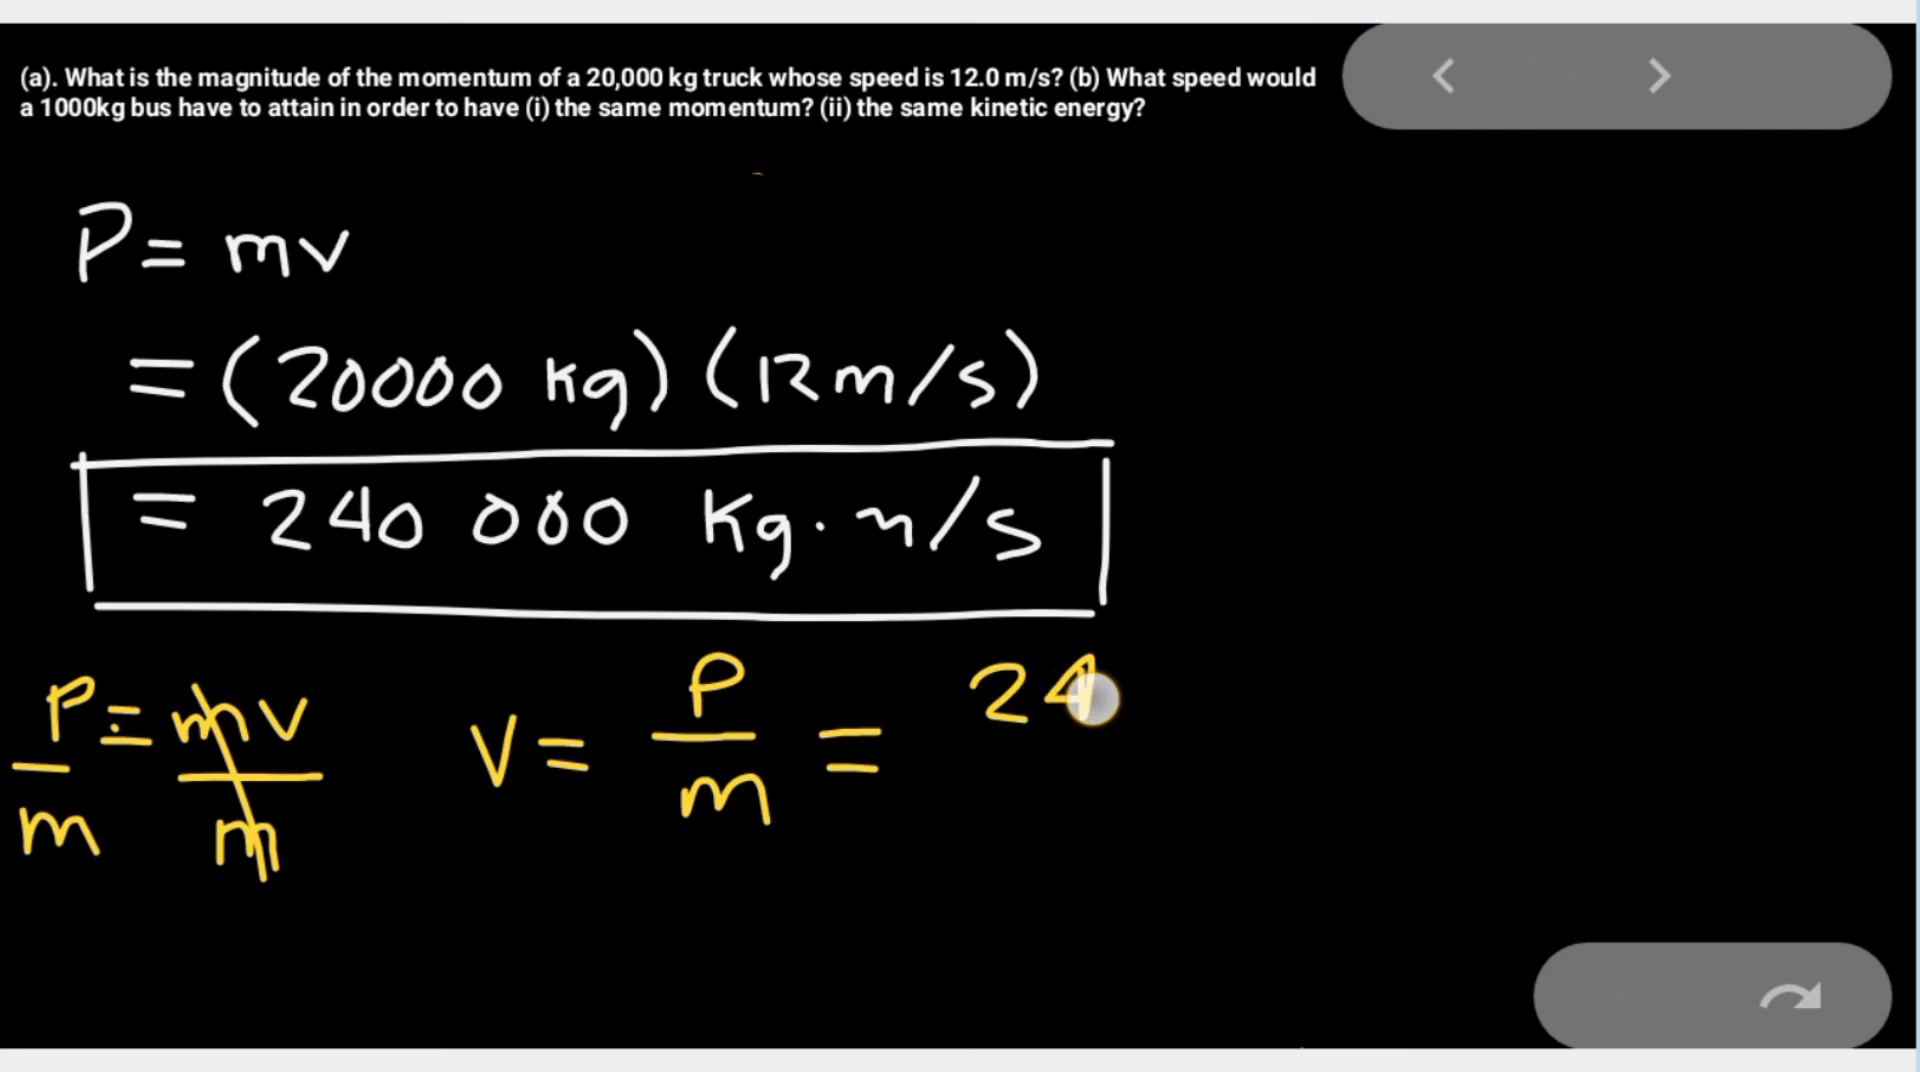 (a). What is the magnitude of the momentum of a 20,000 kg truck whose speed is 12.0 m/s? (b) What speed would
a 1000kg bus have to attain in order to have (i) the same momentum? (ii) the same kinetic energy?
P = mv
= (20000 kg) (12m/s)
= 240 000 kg·m/s
P/m = mv/m V = P/m = 24